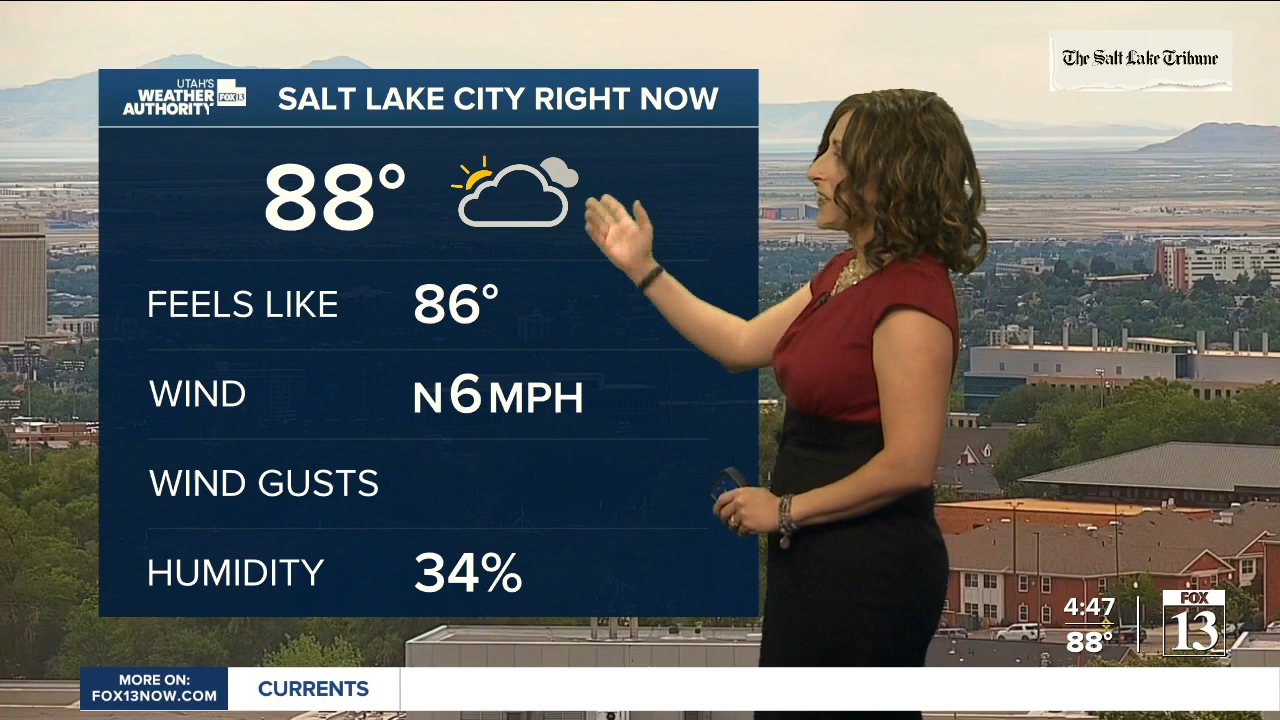 The Salt Lake Tribune
UTAH'S
WEATHER
AUTHORITY
FOX 13
SALT LAKE CITY RIGHT NOW
88°
FEELS LIKE 86°
WIND N 6 MPH
WIND GUSTS
HUMIDITY 34%
4:47
88°
FOX
13
MORE ON:
FOX13NOW.COM
CURRENTS